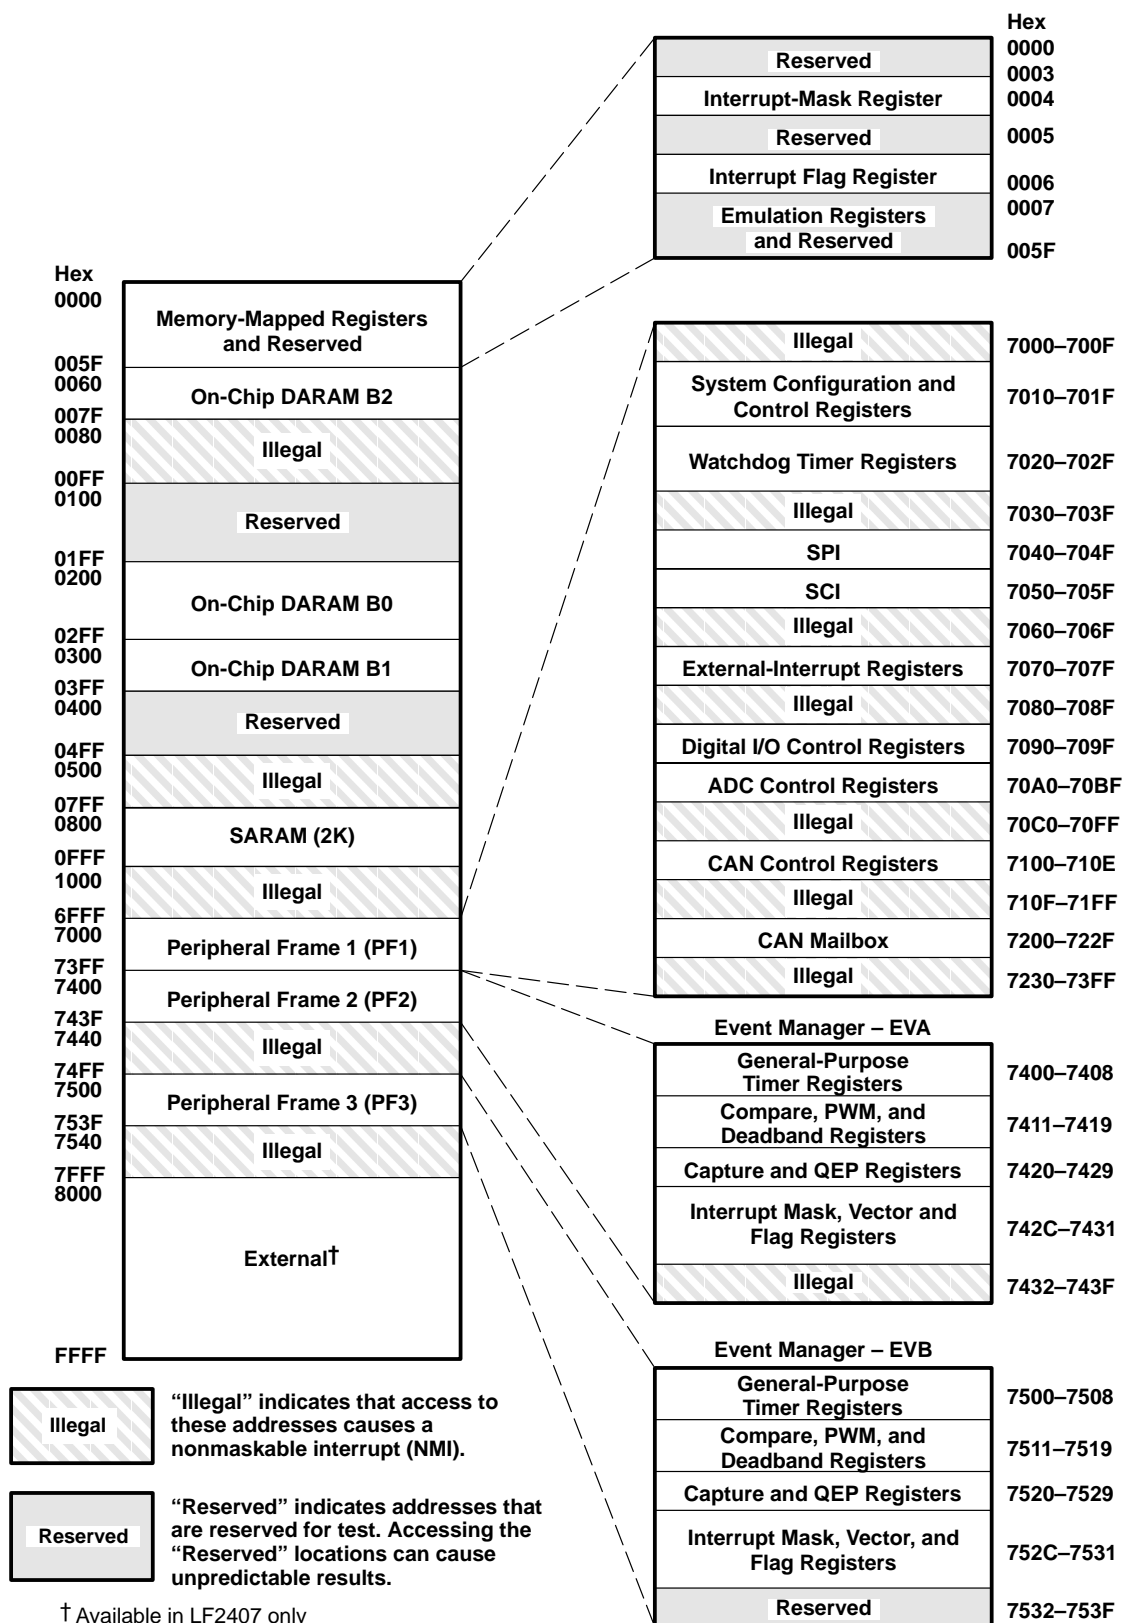 Hex
0000
Reserved
0003
Interrupt-Mask Register
0004
Reserved
0005
Interrupt Flag Register
0006
0007
Emulation Registers
and Reserved
005F
Hex
0000
Memory-Mapped Registers
and Reserved
005F
0060
On-Chip DARAM B2
007F
0080
Illegal
00FF
0100
Reserved
01FF
0200
On-Chip DARAM B0
02FF
0300
On-Chip DARAM B1
03FF
0400
Reserved
04FF
0500
Illegal
07FF
0800
SARAM (2K)
0FFF
1000
Illegal
6FFF
7000
Peripheral Frame 1 (PF1)
73FF
7400
Peripheral Frame 2 (PF2)
743F
7440
Illegal
74FF
7500
Peripheral Frame 3 (PF3)
753F
7540
Illegal
7FFF
8000
External†
FFFF
Illegal
7000–700F
System Configuration and
Control Registers
7010–701F
Watchdog Timer Registers
7020–702F
Illegal
7030–703F
SPI
7040–704F
SCI
7050–705F
Illegal
7060–706F
External-Interrupt Registers
7070–707F
Illegal
7080–708F
Digital I/O Control Registers
7090–709F
ADC Control Registers
70A0–70BF
Illegal
70C0–70FF
CAN Control Registers
7100–710E
Illegal
710F–71FF
CAN Mailbox
7200–722F
Illegal
7230–73FF
Event Manager – EVA
General-Purpose
Timer Registers
7400–7408
Compare, PWM, and
Deadband Registers
7411–7419
Capture and QEP Registers
7420–7429
Interrupt Mask, Vector and
Flag Registers
742C–7431
Illegal
7432–743F
Event Manager – EVB
General-Purpose
Timer Registers
7500–7508
Compare, PWM, and
Deadband Registers
7511–7519
Capture and QEP Registers
7520–7529
Interrupt Mask, Vector, and
Flag Registers
752C–7531
Reserved
7532–753F
Illegal
“Illegal” indicates that access to
these addresses causes a
nonmaskable interrupt (NMI).
Reserved
“Reserved” indicates addresses that
are reserved for test. Accessing the
“Reserved” locations can cause
unpredictable results.
† Available in LF2407 only